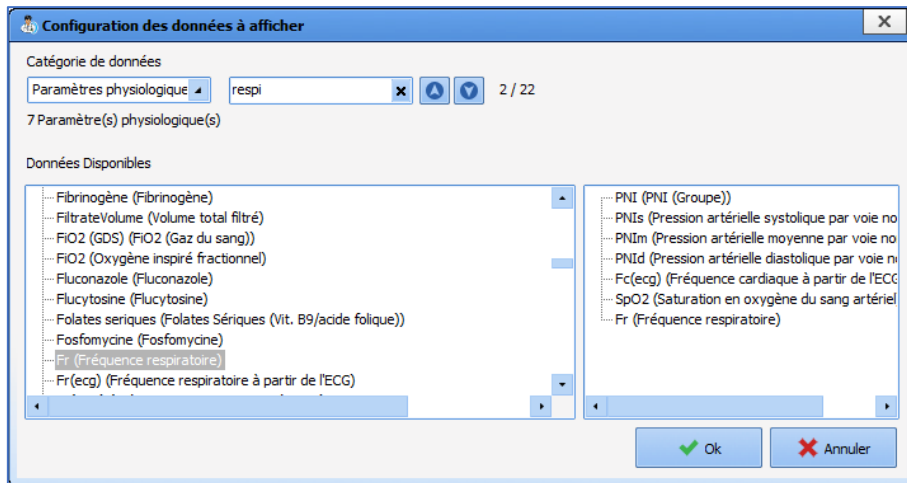 Configuration des données à afficher
Catégorie de données
Paramètres physiologique
respi
2 / 22
7 Paramètre(s) physiologique(s)
Données Disponibles
Fibrinogène (Fibrinogène)
FiltrateVolume (Volume total filtré)
FiO2 (GDS) (FiO2 (Gaz du sang))
FiO2 (Oxygène inspiré fractionnel)
Fluconazole (Fluconazole)
Flucytosine (Flucytosine)
Folates seriques (Folates Sériques (Vit. B9/acide folique))
Fosfomycine (Fosfomycine)
Fr (Fréquence respiratoire)
Fr(ecg) (Fréquence respiratoire à partir de l'ECG)
PNI (PNI (Groupe))
PNIs (Pression artérielle systolique par voie no
PNIm (Pression artérielle moyenne par voie no
PNId (Pression artérielle diastolique par voie n
Fc(ecg) (Fréquence cardiaque à partir de l'ECG
SpO2 (Saturation en oxygène du sang artériel
Fr (Fréquence respiratoire)
Ok
Annuler